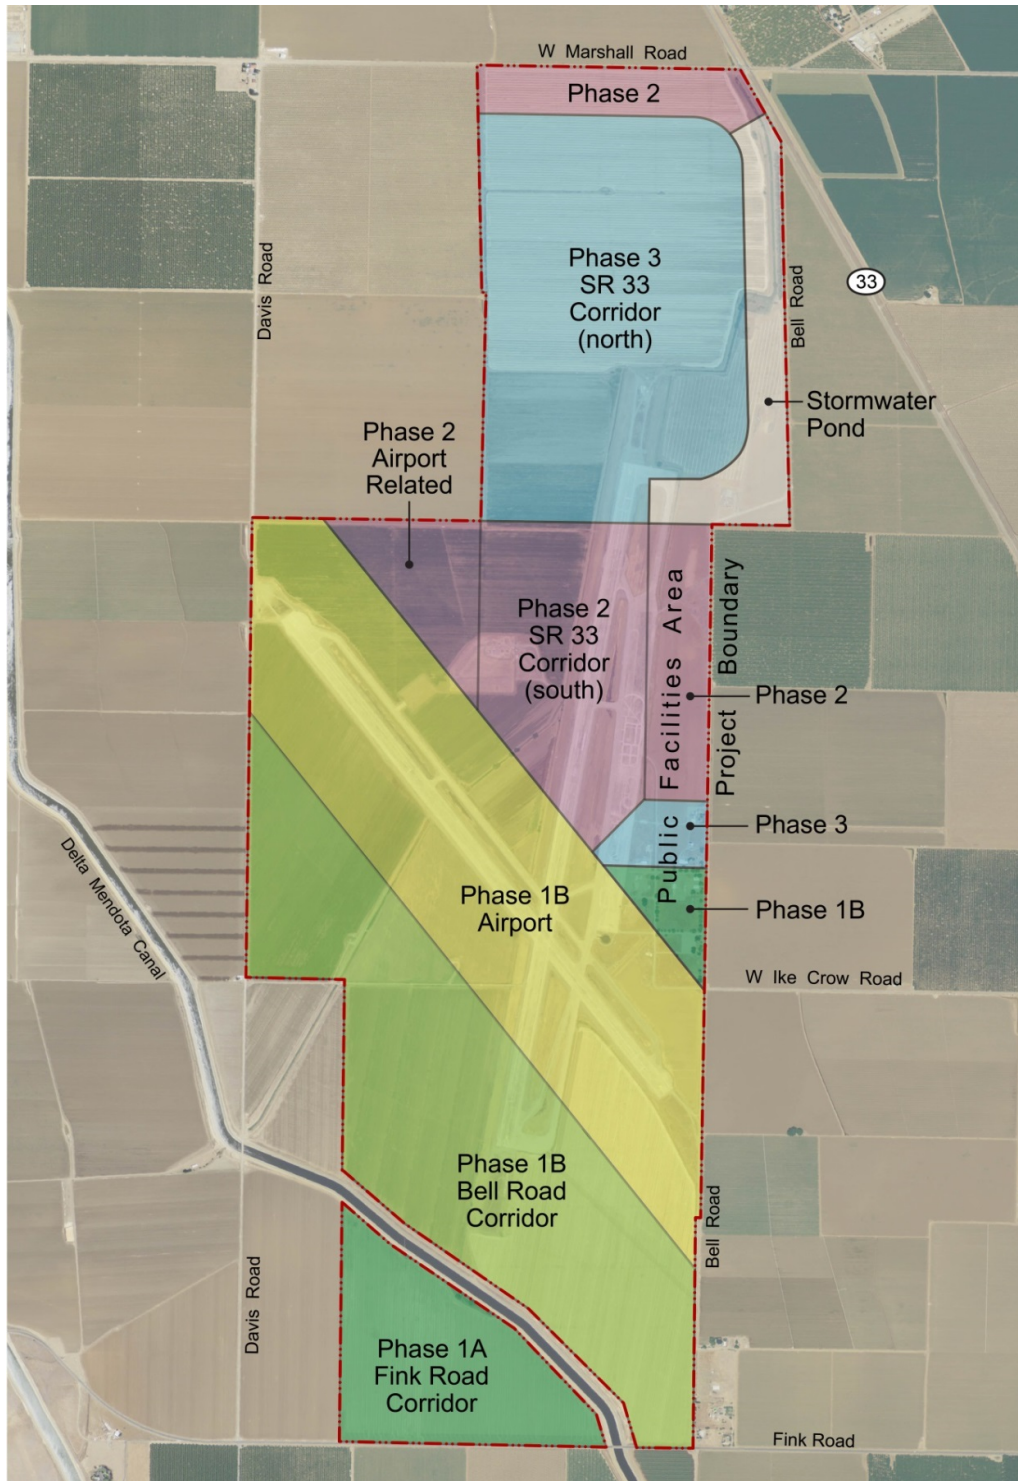 W Marshall Road
Phase 2
Davis Road
Phase 3
SR 33
Corridor
(north)
Bell Road
33
Stormwater
Pond
Phase 2
Airport
Related
Phase 2
SR 33
Corridor
(south)
Public Facilities Area
Project Boundary
Phase 2
Phase 3
Phase 1B
Delta Mendota Canal
Phase 1B
Airport
W Ike Crow Road
Phase 1B
Bell Road
Corridor
Bell Road
Davis Road
Phase 1A
Fink Road
Corridor
Fink Road